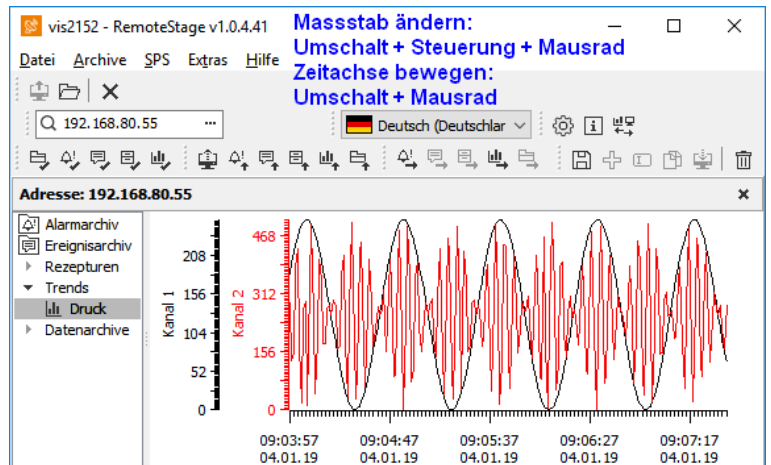 vis2152 - RemoteStage v1.0.4.41
Massstab ändern:
Umschalt + Steuerung + Mausrad
Zeitachse bewegen:
Umschalt + Mausrad
Datei Archive SPS Extras Hilfe
192.168.80.55 ...
Deutsch (Deutschlar
Adresse: 192.168.80.55
Alarmarchiv
Ereignisarchiv
Rezepturen
Trends
Druck
Datenarchive
Kanal 1
208
156
104
52
0
Kanal 2
468
312
156
0
09:03:57 09:04:47 09:05:37 09:06:27 09:07:17
04.01.19 04.01.19 04.01.19 04.01.19 04.01.19